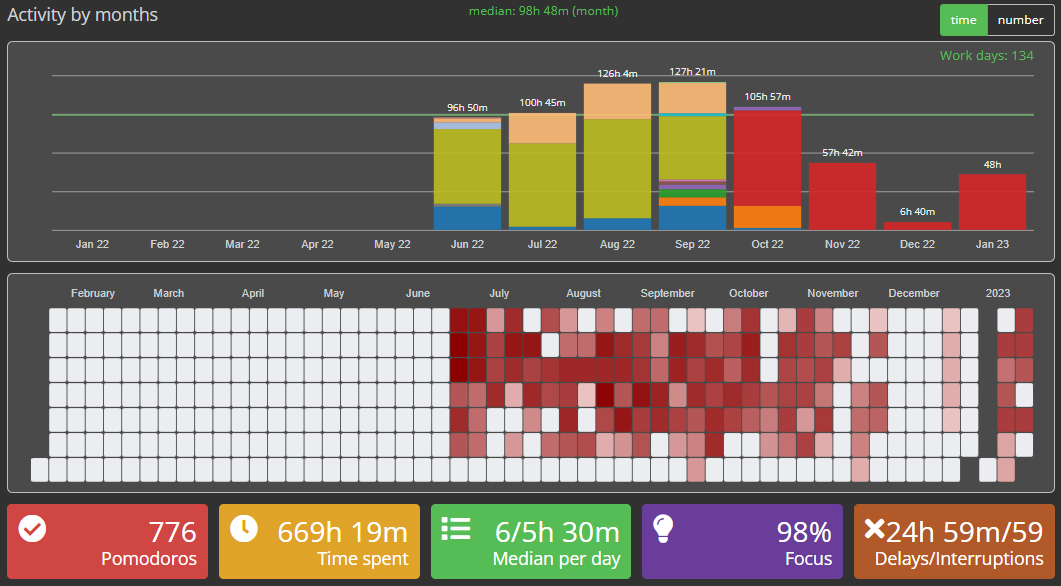 Activity by months
median: 98h 48m (month)
time number
Work days: 134
96h 50m 100h 45m 126h 4m 127h 21m 105h 57m 57h 42m 6h 40m 48h
Jan 22 Feb 22 Mar 22 Apr 22 May 22 Jun 22 Jul 22 Aug 22 Sep 22 Oct 22 Nov 22 Dec 22 Jan 23
February March April May June July August September October November December 2023
776 669h 19m 6/5h 30m 98% 24h 59m/59
Pomodoros Time spent Median per day Focus Delays/Interruptions